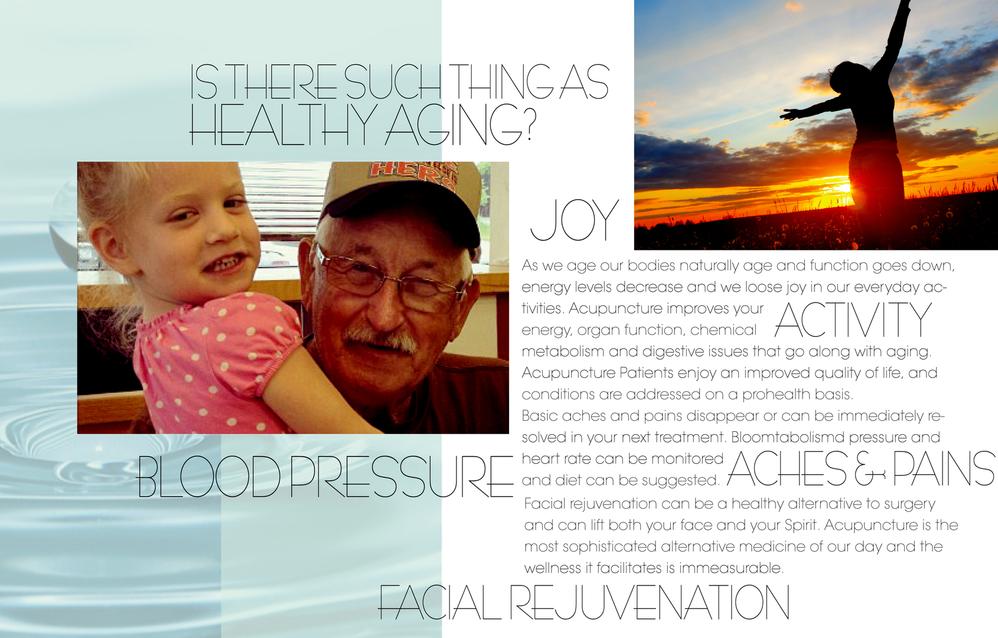 IS THERE SUCH THING AS
HEALTHY AGING?
HERS
JOY
As we age our bodies naturally age and function goes down,
energy levels decrease and we loose joy in our everyday ac-
tivities. Acupuncture improves your
energy, organ function, chemical
ACTIVITY
metabolism and digestive issues that go along with aging.
Acupuncture Patients enjoy an improved quality of life, and
conditions are addressed on a prohealth basis.
Basic aches and pains disappear or can be immediately re-
solved in your next treatment. Bloomtabolismd pressure and
heart rate can be monitored
and diet can be suggested.
ACHES & PAINS
BLOOD PRESSURE
Facial rejuvenation can be a healthy alternative to surgery
and can lift both your face and your Spirit. Acupuncture is the
most sophisticated alternative medicine of our day and the
wellness it facilitates is immeasurable.
FACIAL REJUVENATION